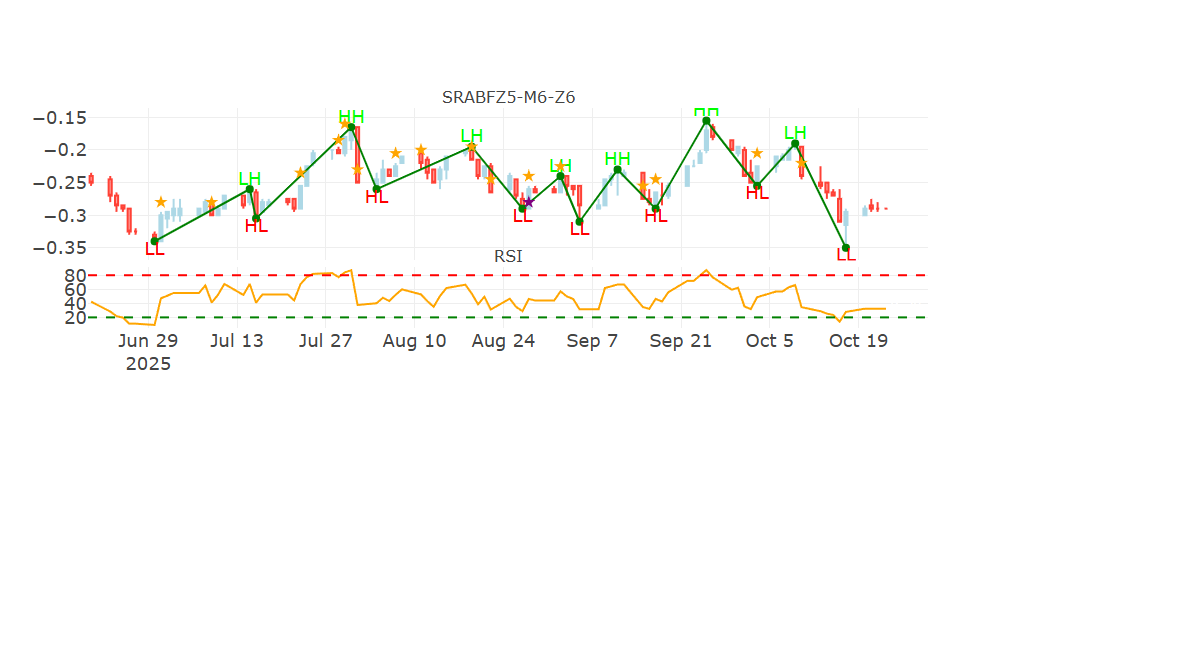 SRABFZ5-M6-Z6
−0.15
−0.2
−0.25
−0.3
−0.35
LL
LH
HL
HH
HL
LH
LL
LH
LL
HH
HL
HH
HL
LH
LL
RSI
80
60
40
20
Jun 29
2025
Jul 13
Jul 27
Aug 10
Aug 24
Sep 7
Sep 21
Oct 5
Oct 19